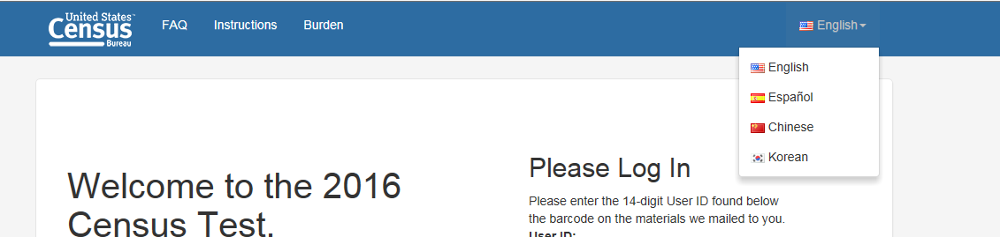 United States™
Census
Bureau
FAQ
Instructions
Burden
English
English
Español
Chinese
Korean
Welcome to the 2016
Census Test.
Please Log In
Please enter the 14-digit User ID found below
the barcode on the materials we mailed to you.
User ID: